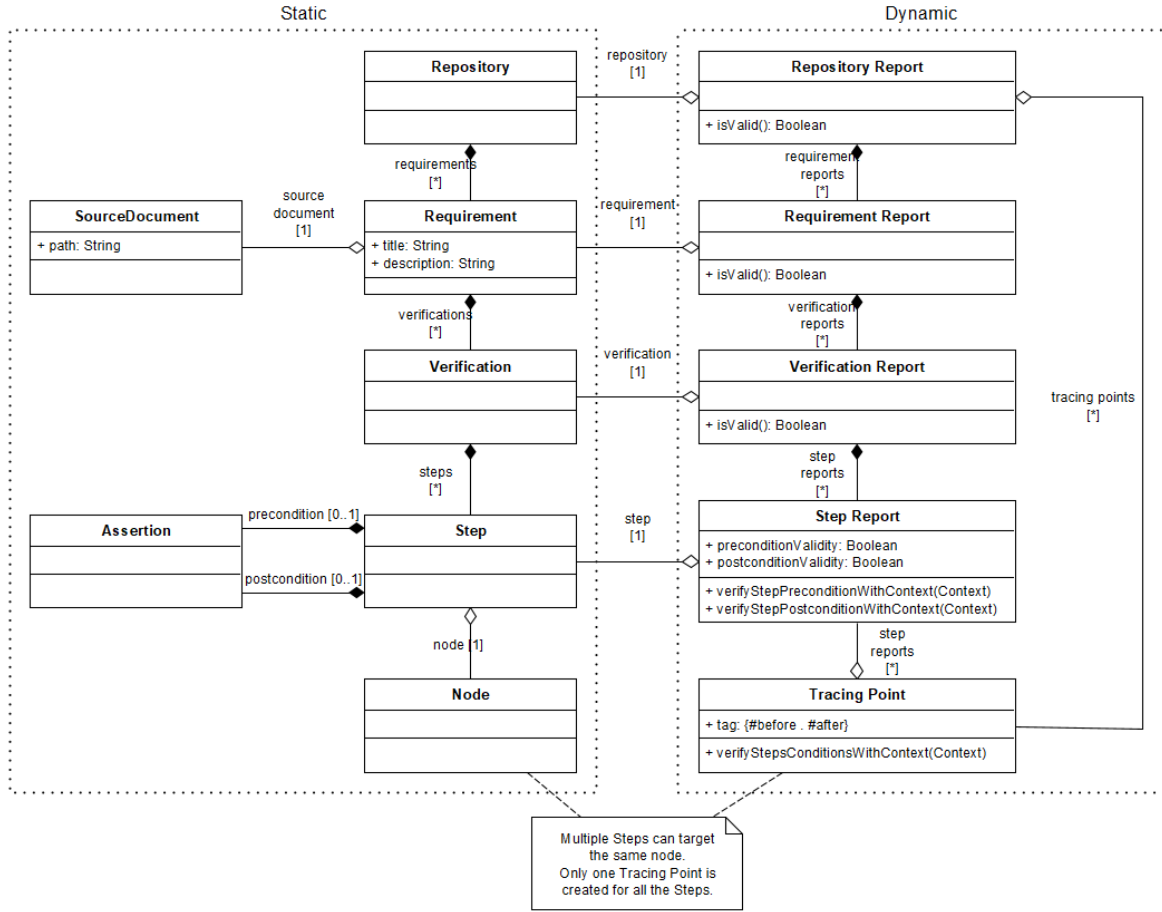 Static
Dynamic
Repository
repository
[1]
Repository Report
+ isValid(): Boolean
requirements
[*]
requirement
reports
[*]
SourceDocument
+ path: String
source
document
[1]
Requirement
+ title: String
+ description: String
requirement
[1]
Requirement Report
+ isValid(): Boolean
verifications
[*]
verification
reports
[*]
Verification
verification
[1]
Verification Report
+ isValid(): Boolean
tracing points
[*]
steps
[*]
step
reports
[*]
Assertion
precondition [0..1]
postcondition [0..1]
Step
step
[1]
Step Report
+ preconditionValidity: Boolean
+ postconditionValidity: Boolean
+ verifyStepPreconditionWithContext(Context)
+ verifyStepPostconditionWithContext(Context)
node [1]
step
reports
[*]
Node
Tracing Point
+ tag: {#before . #after}
+ verifyStepsConditionsWithContext(Context)
Multiple Steps can target
the same node.
Only one Tracing Point is
created for all the Steps.